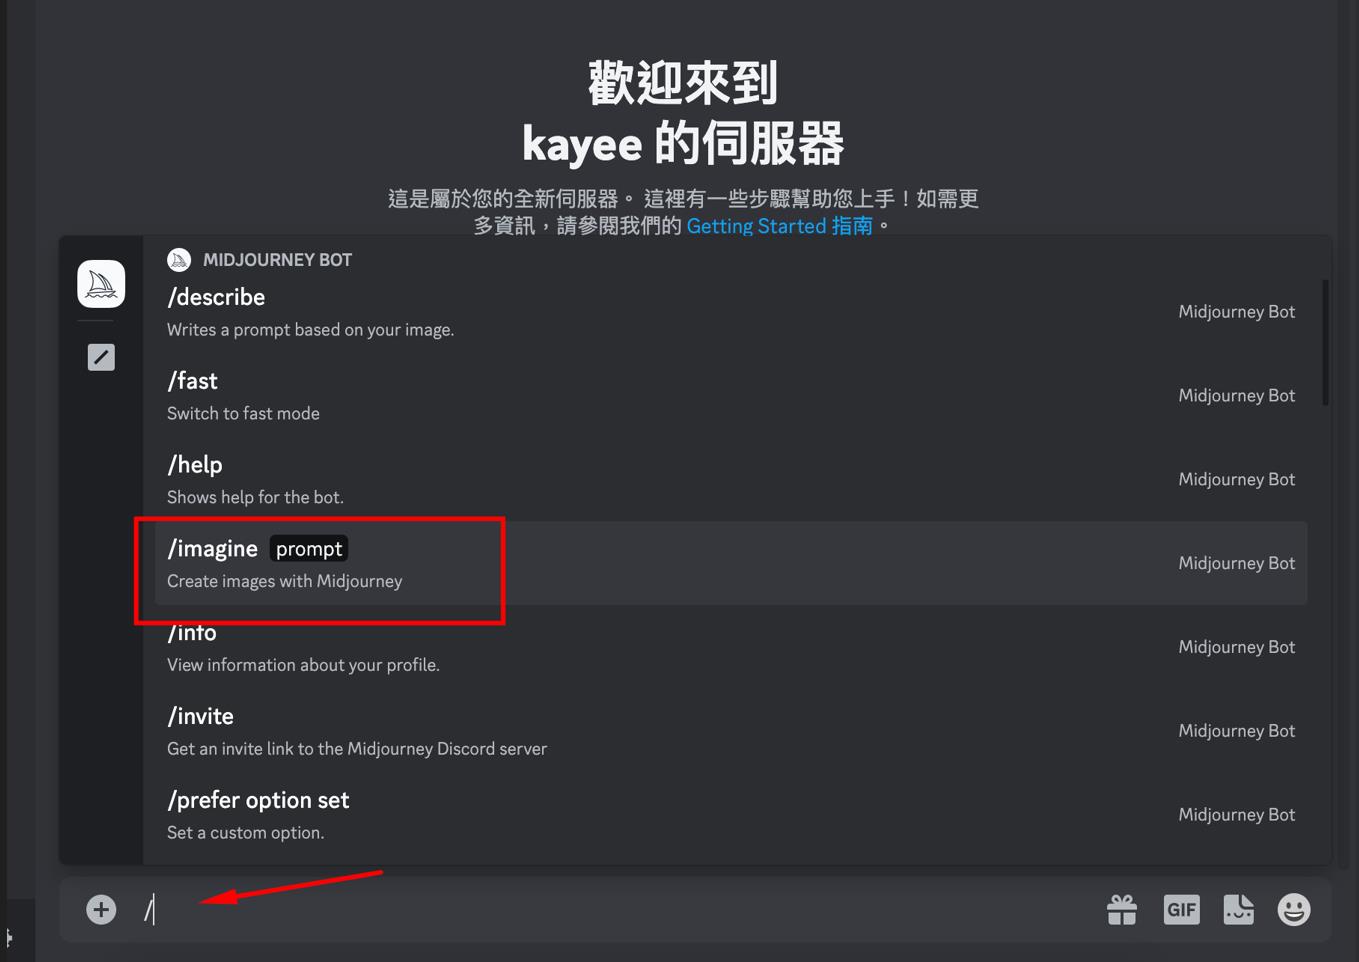 歡迎來到
kayee 的伺服器
這是屬於您的全新伺服器。 這裡有一些步驟幫助您上手！如需更
多資訊，請參閱我們的 Getting Started 指南。
MIDJOURNEY BOT
/describe
Writes a prompt based on your image.
Midjourney Bot
/fast
Switch to fast mode
Midjourney Bot
/help
Shows help for the bot.
Midjourney Bot
/imagine prompt
Create images with Midjourney
Midjourney Bot
/info
View information about your profile.
Midjourney Bot
/invite
Get an invite link to the Midjourney Discord server
Midjourney Bot
/prefer option set
Set a custom option.
Midjourney Bot
/
GIF